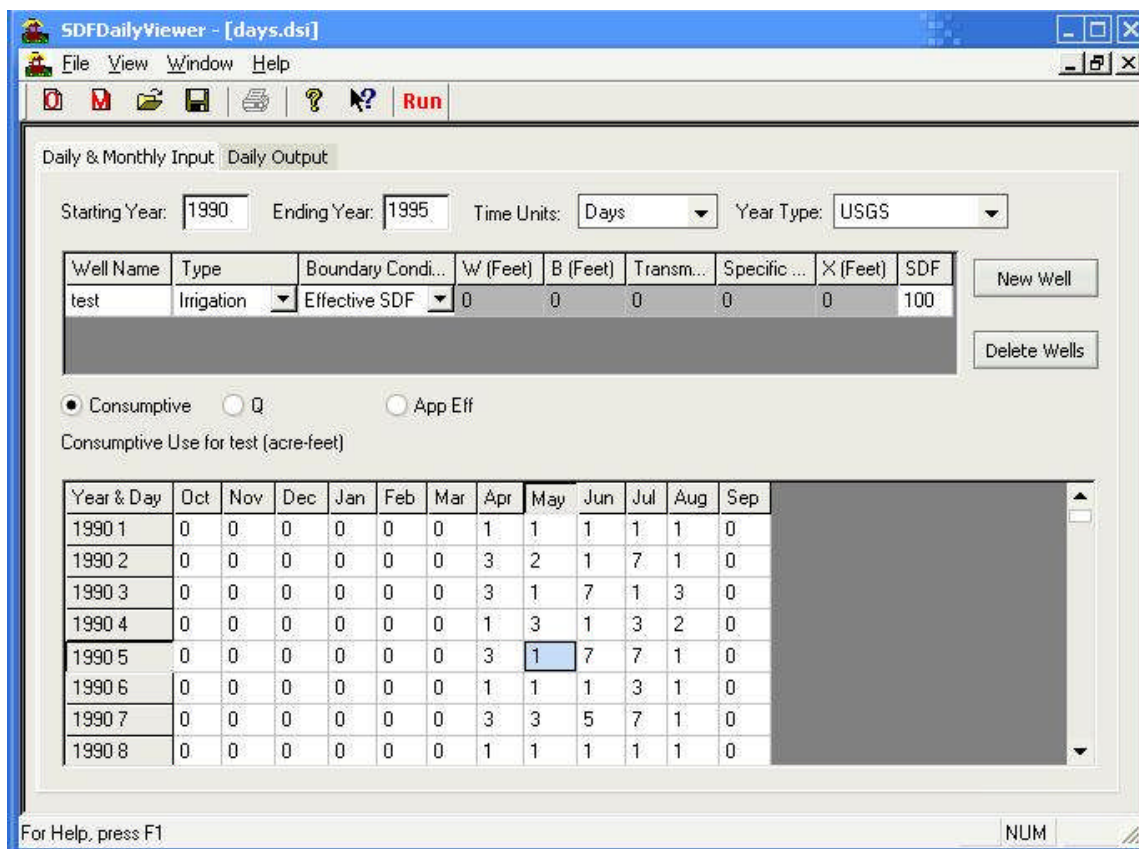 SDFDailyViewer - [days.dsi]
File View Window Help
Run
Daily & Monthly Input Daily Output
Starting Year: 1990 Ending Year: 1995 Time Units: Days Year Type: USGS
Well Name Type Boundary Condi... W (Feet) B (Feet) Transm... Specific ... X (Feet) SDF New Well
test Irrigation Effective SDF 0 0 0 0 0 100
Delete Wells
Consumptive Q App Eff
Consumptive Use for test (acre-feet)
Year & Day Oct Nov Dec Jan Feb Mar Apr May Jun Jul Aug Sep
1990 1 0 0 0 0 0 0 1 1 1 1 1 0
1990 2 0 0 0 0 0 0 3 2 1 7 1 0
1990 3 0 0 0 0 0 0 3 1 7 1 3 0
1990 4 0 0 0 0 0 0 1 3 1 3 2 0
1990 5 0 0 0 0 0 0 3 1 7 7 1 0
1990 6 0 0 0 0 0 0 1 1 1 3 1 0
1990 7 0 0 0 0 0 0 3 3 5 7 1 0
1990 8 0 0 0 0 0 0 1 1 1 1 1 0
For Help, press F1 NUM